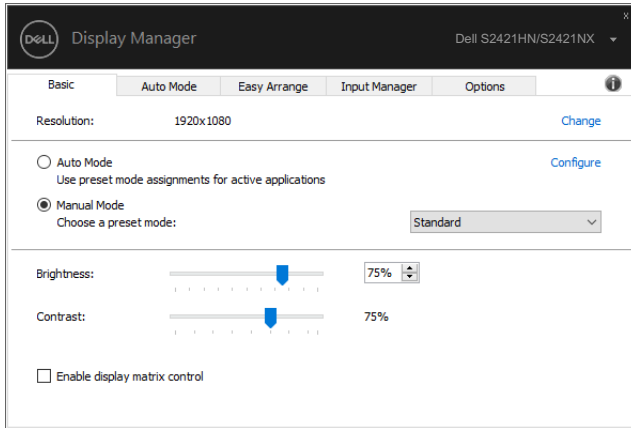 x
DELL Display Manager Dell S2421HN/S2421NX
Basic Auto Mode Easy Arrange Input Manager Options i
Resolution: 1920x1080 Change
Auto Mode Configure
Use preset mode assignments for active applications
Manual Mode
Choose a preset mode: Standard
Brightness: 75%
Contrast: 75%
Enable display matrix control